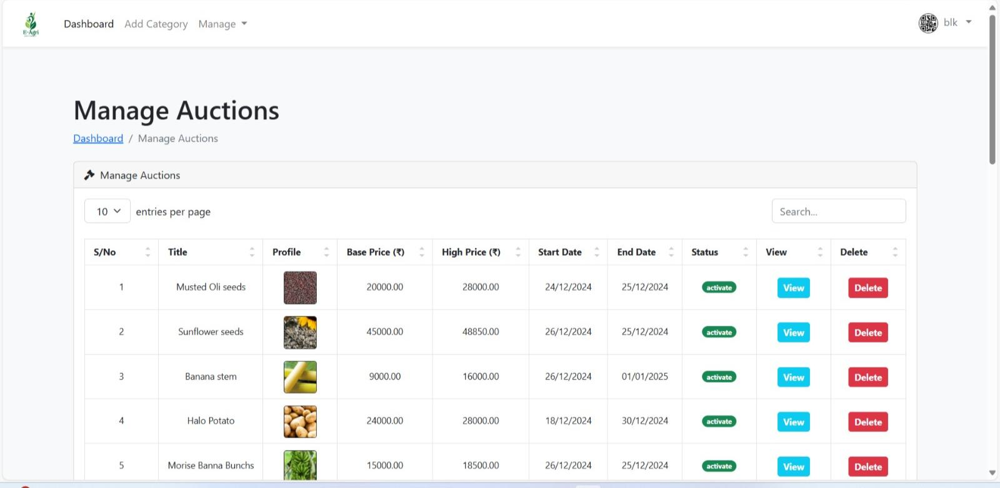 E-Agri
Dashboard Add Category Manage
blk
Manage Auctions
Dashboard / Manage Auctions
Manage Auctions
10 entries per page
Search...
S/No Title Profile Base Price (₹) High Price (₹) Start Date End Date Status View Delete
1 Musted Oli seeds 20000.00 28000.00 24/12/2024 25/12/2024 activate View Delete
2 Sunflower seeds 45000.00 48850.00 26/12/2024 25/12/2024 activate View Delete
3 Banana stem 9000.00 16000.00 26/12/2024 01/01/2025 activate View Delete
4 Halo Potato 24000.00 28000.00 18/12/2024 30/12/2024 activate View Delete
5 Morise Banna Bunchs 15000.00 18500.00 26/12/2024 25/12/2024 activate View Delete